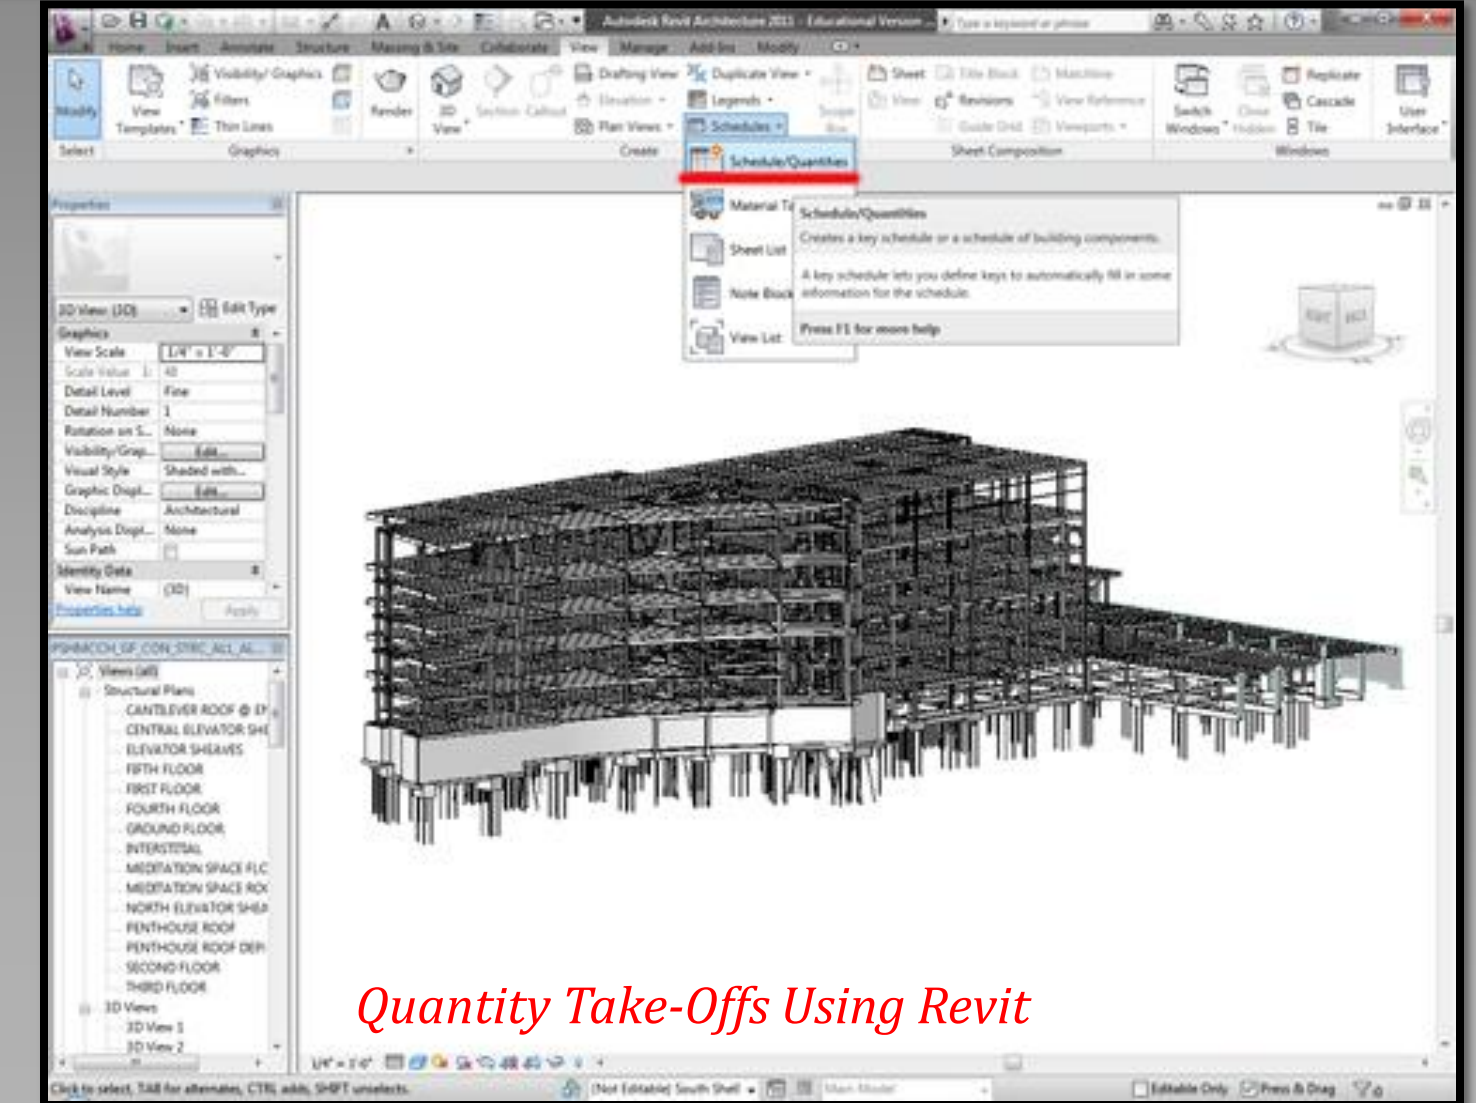 Autodesk Revit Architecture 2011 - Educational Version
Type a keyword or phrase
Home Insert Annotate Structure Massing & Site Collaborate View Manage Add-Ins Modify
Modify
View
Templates
Visibility/ Graphics
Filters
Thin Lines
Render
3D
View
Section
Callout
Drafting View
Elevation
Plan Views
Duplicate View
Legends
Schedules
Scope
Box
Sheet
Title Block
Matchline
View
Revisions
View Reference
Guide Grid
Viewports
Switch
Windows
Close
Hidden
Replicate
Cascade
Tile
User
Interface
Select
Graphics
Create
Sheet Composition
Windows
Schedule/Quantities
Material Ta
Sheet List
Note Block
View List
Schedule/Quantities
Creates a key schedule or a schedule of building components.
A key schedule lets you define keys to automatically fill in some
information for the schedule.
Press F1 for more help
Properties
3D View: {3D}
Edit Type
Graphics
View Scale 1/4" = 1'-0"
Scale Value 1: 48
Detail Level Fine
Detail Number 1
Rotation on S... None
Visibility/Grap... Edit...
Visual Style Shaded with...
Graphic Displ... Edit...
Discipline Architectural
Analysis Displ... None
Sun Path
Identity Data
View Name {3D}
Properties help
Apply
Views (all)
Structural Plans
CANTILEVER ROOF @ EN
CENTRAL ELEVATOR SHE
ELEVATOR SHEAVES
FIFTH FLOOR
FIRST FLOOR
FOURTH FLOOR
GROUND FLOOR
INTERSTITIAL
MEDITATION SPACE FLC
MEDITATION SPACE ROO
NORTH ELEVATOR SHEA
PENTHOUSE ROOF
PENTHOUSE ROOF DEPI
SECOND FLOOR
THIRD FLOOR
3D Views
3D View 1
3D View 2
Quantity Take-Offs Using Revit
1/4" = 1'-0"
Click to select, TAB for alternates, CTRL adds, SHIFT unselects.
(Not Editable) South Shell
Main Model
Editable Only
Press & Drag
:0